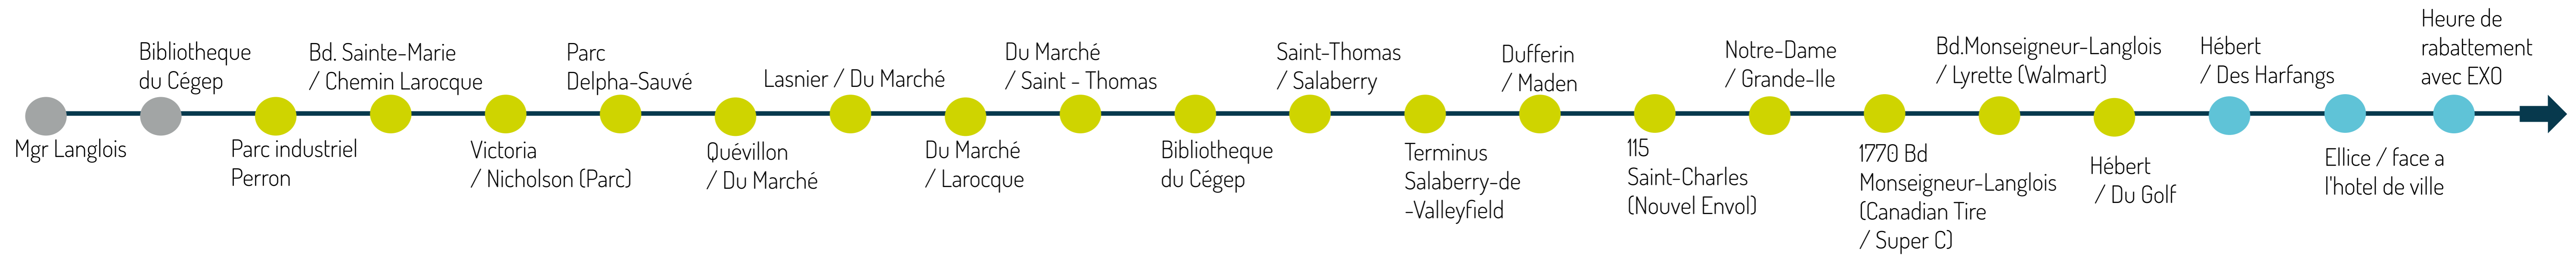 Mgr Langlois
Bibliotheque
du Cégep
Parc industriel
Perron
Bd. Sainte-Marie
/ Chemin Larocque
Victoria
/ Nicholson (Parc)
Parc
Delpha-Sauvé
Quévillon
/ Du Marché
Lasnier / Du Marché
Du Marché
/ Larocque
Du Marché
/ Saint - Thomas
Bibliotheque
du Cégep
Saint-Thomas
/ Salaberry
Terminus
Salaberry-de
-Valleyfield
Dufferin
/ Maden
115
Saint-Charles
(Nouvel Envol)
Notre-Dame
/ Grande-Ile
1770 Bd
Monseigneur-Langlois
(Canadian Tire
/ Super C)
Bd.Monseigneur-Langlois
/ Lyrette (Walmart)
Hébert
/ Du Golf
Hébert
/ Des Harfangs
Ellice / face a
l'hotel de ville
Heure de
rabattement
avec EXO